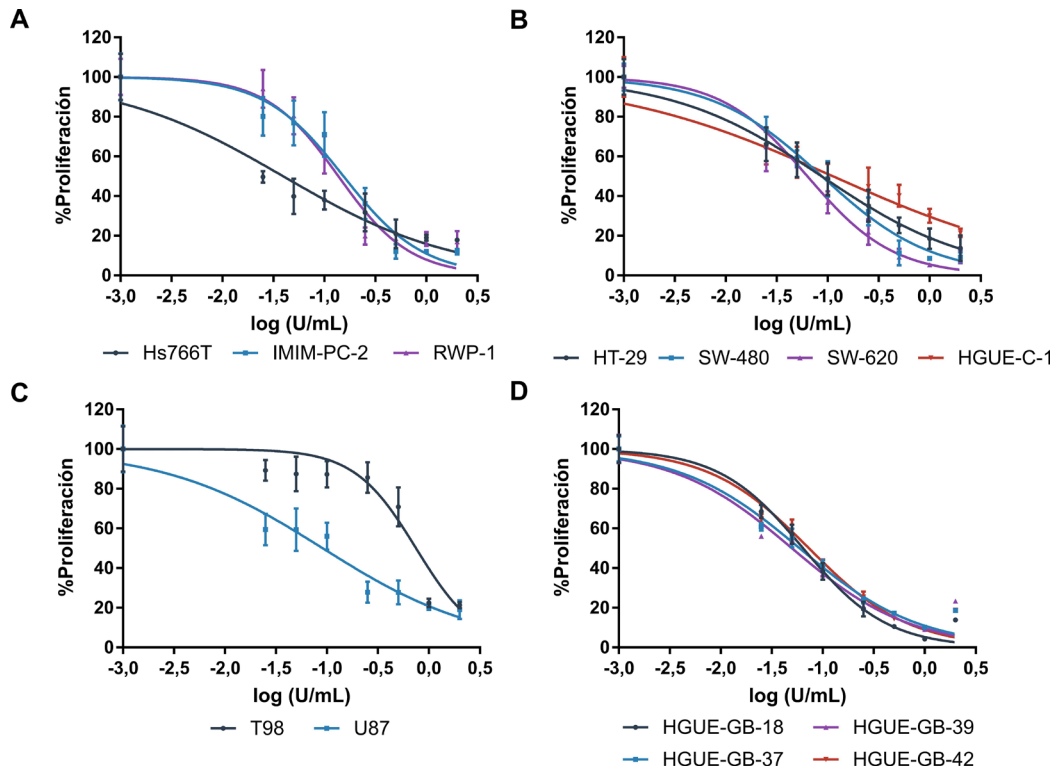 A
120
100
80
60
40
20
0
%Proliferación
-3,0 -2,5 -2,0 -1,5 -1,0 -0,5 0,0 0,5
log (U/mL)
Hs766T IMIM-PC-2 RWP-1
B
120
100
80
60
40
20
0
%Proliferación
-3,0 -2,5 -2,0 -1,5 -1,0 -0,5 0,0 0,5
log (U/mL)
HT-29 SW-480 SW-620 HGUE-C-1
C
120
100
80
60
40
20
0
%Proliferación
-3,0 -2,5 -2,0 -1,5 -1,0 -0,5 0,0 0,5
log (U/mL)
T98 U87
D
120
100
80
60
40
20
0
%Proliferación
-3,0 -2,5 -2,0 -1,5 -1,0 -0,5 0,0 0,5
log (U/mL)
HGUE-GB-18 HGUE-GB-39
HGUE-GB-37 HGUE-GB-42